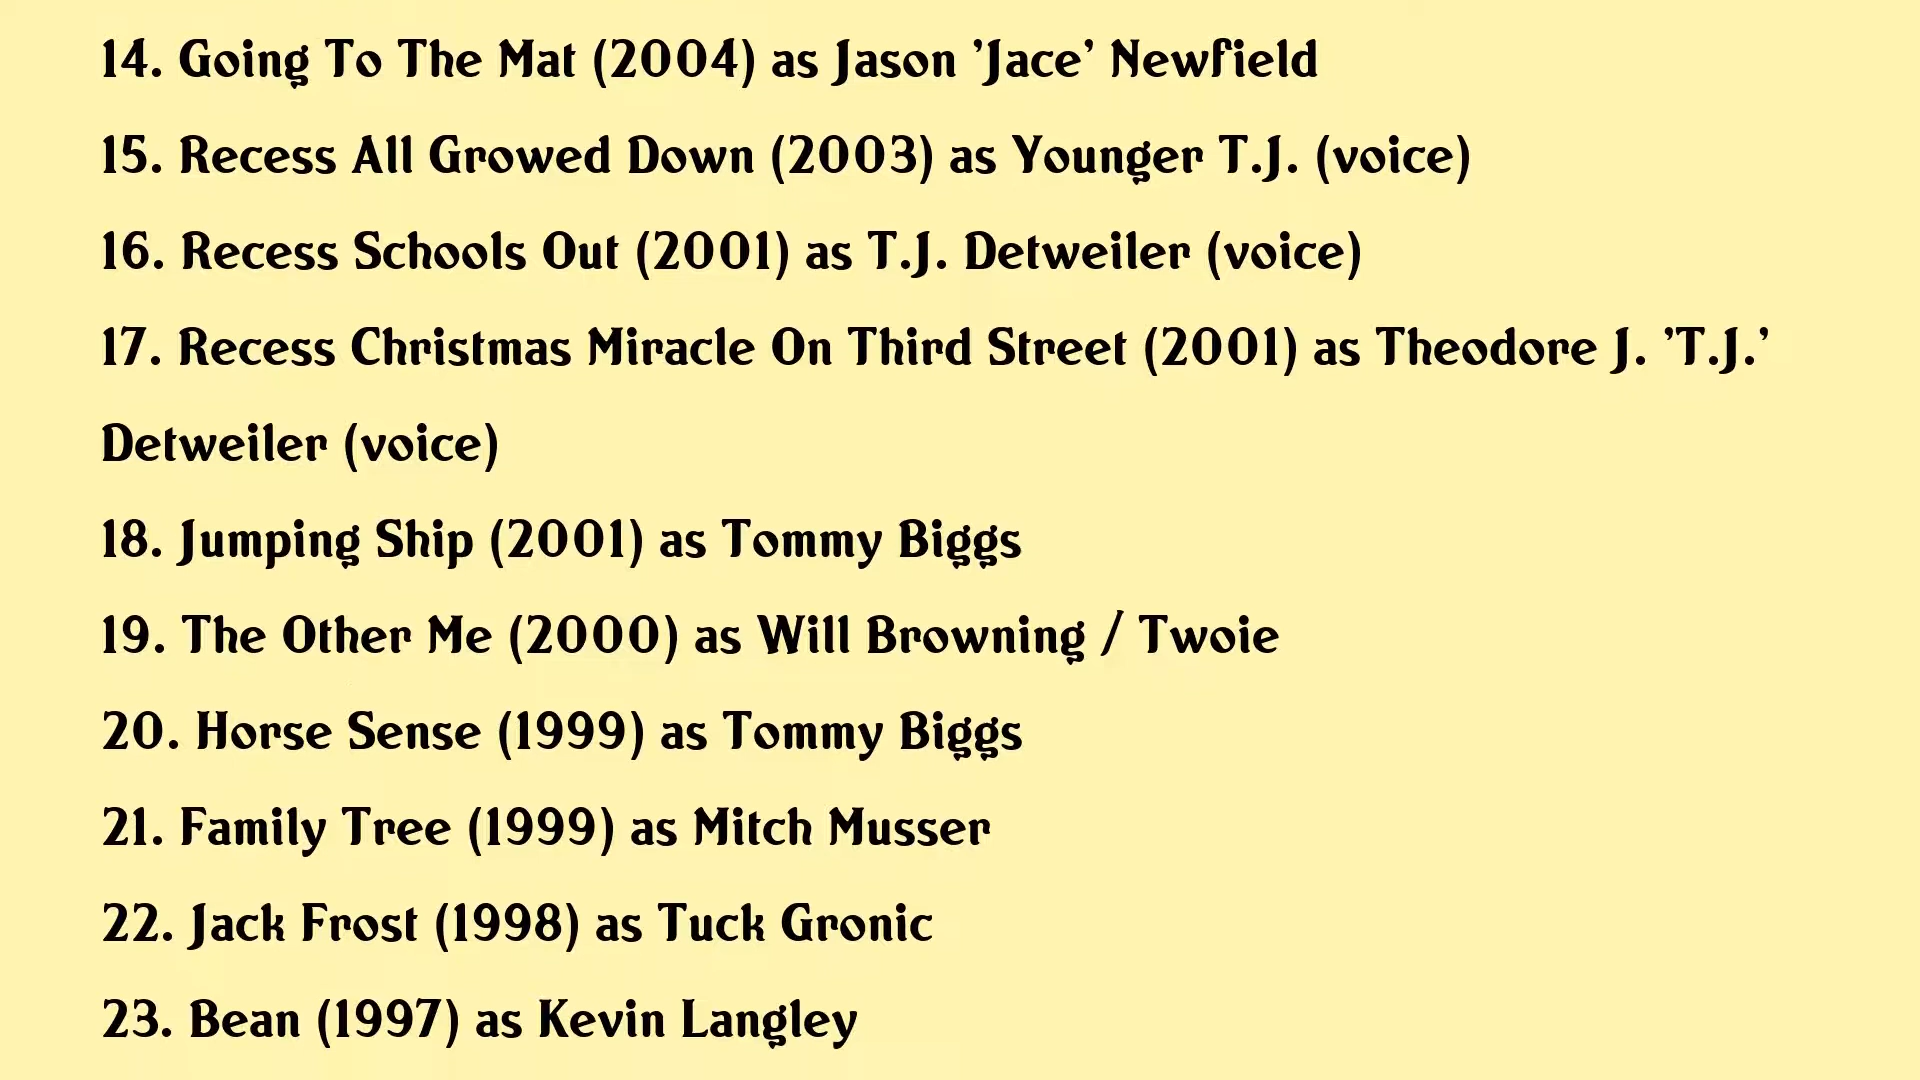 14. Going To The Mat (2004) as Jason 'Jace' Newfield
15. Recess All Growed Down (2003) as Younger T.J. (voice)
16. Recess Schools Out (2001) as T.J. Detweiler (voice)
17. Recess Christmas Miracle On Third Street (2001) as Theodore J. 'T.J.'
Detweiler (voice)
18. Jumping Ship (2001) as Tommy Biggs
19. The Other Me (2000) as Will Browning / Twoie
20. Horse Sense (1999) as Tommy Biggs
21. Family Tree (1999) as Mitch Musser
22. Jack Frost (1998) as Tuck Gronic
23. Bean (1997) as Kevin Langley